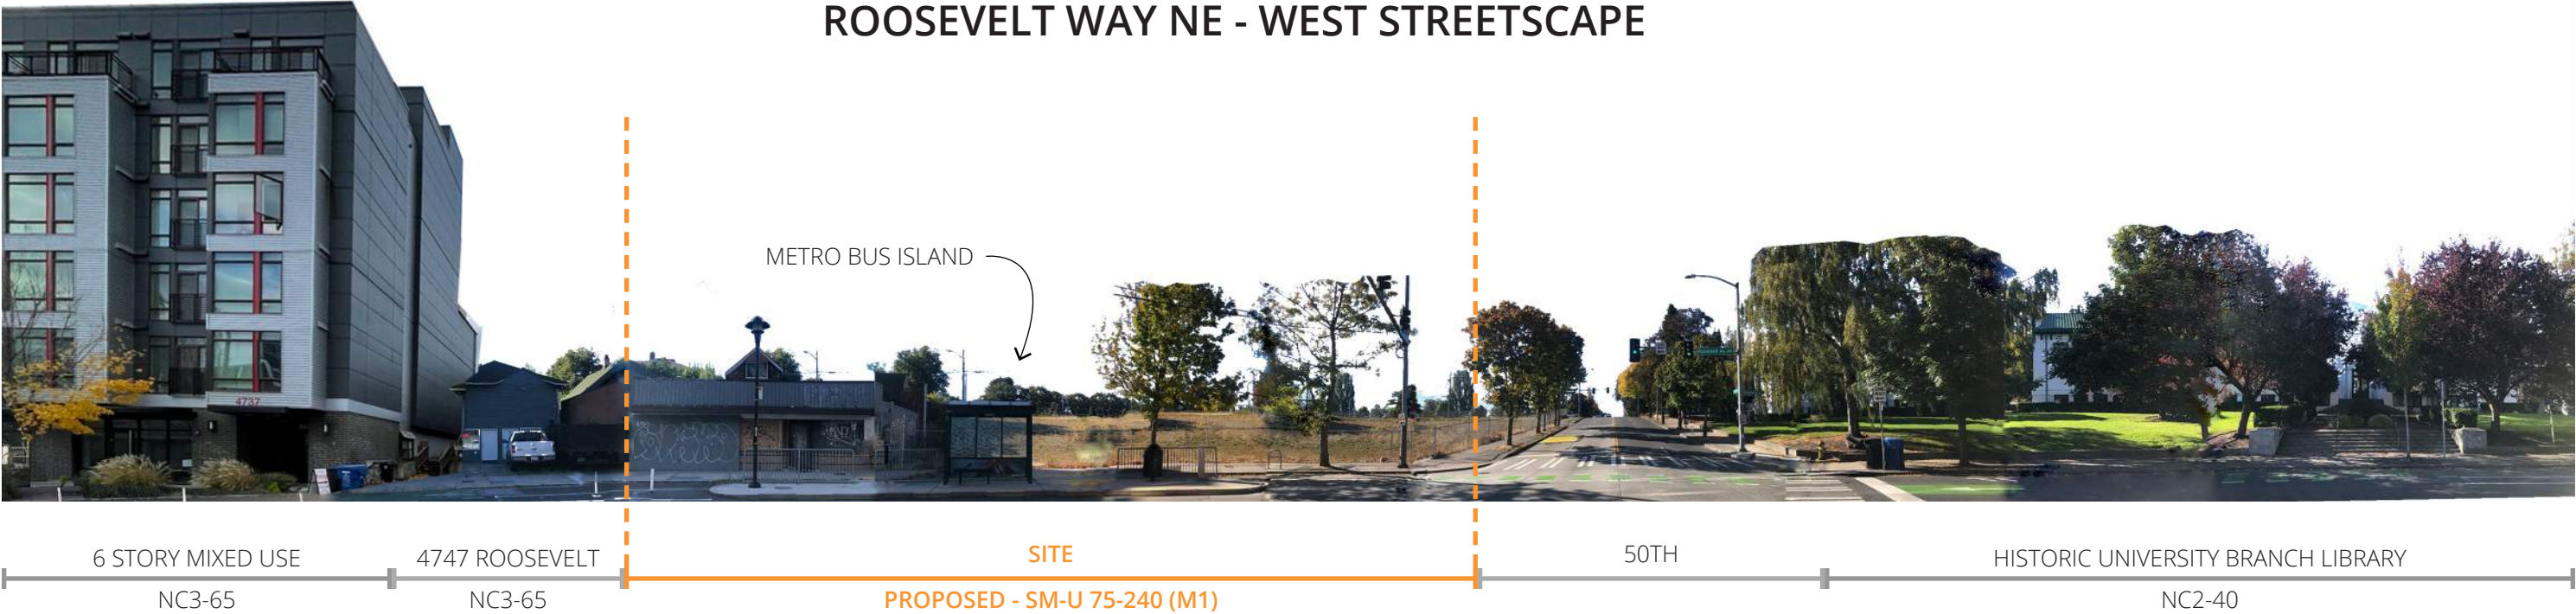 ROOSEVELT WAY NE - WEST STREETSCAPE
METRO BUS ISLAND
4737
6 STORY MIXED USE
4747 ROOSEVELT
SITE
50TH
HISTORIC UNIVERSITY BRANCH LIBRARY
NC3-65
NC3-65
PROPOSED - SM-U 75-240 (M1)
NC2-40